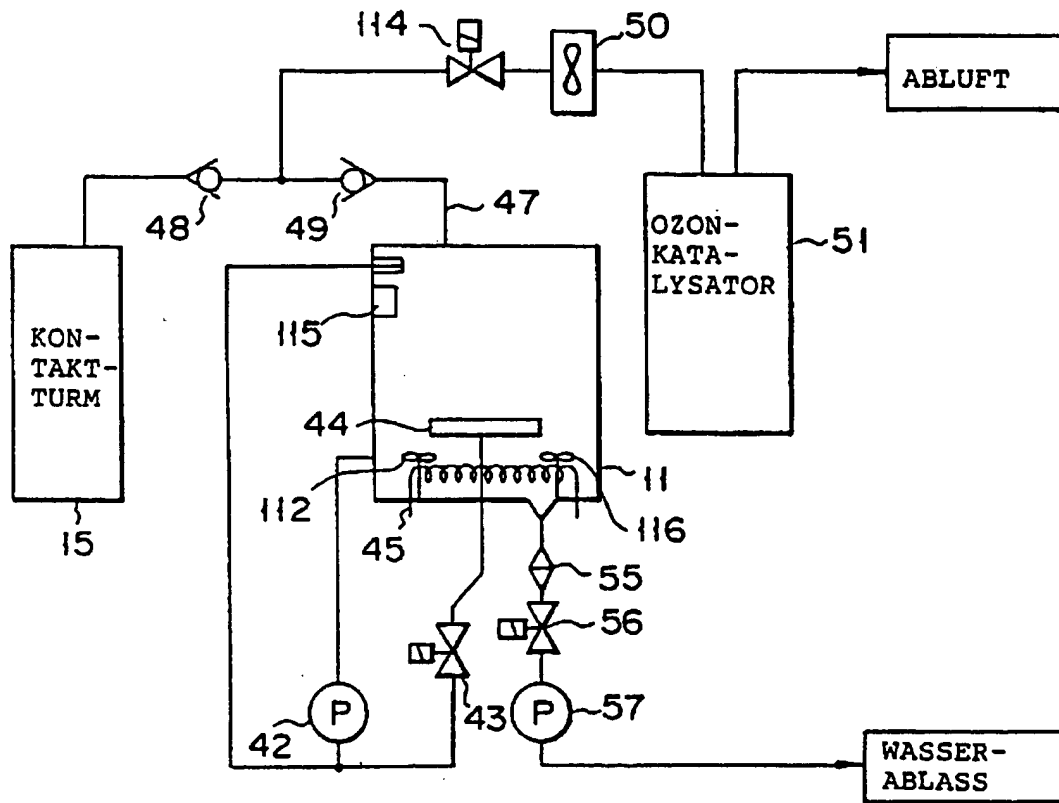 114
50
ABLUFT
48
49
47
OZON-
KATA-
LYSATOR
51
115
KON-
TAKT-
TURM
44
112
45
11
116
15
55
56
P
42
43
P
57
WASSER-
ABLASS